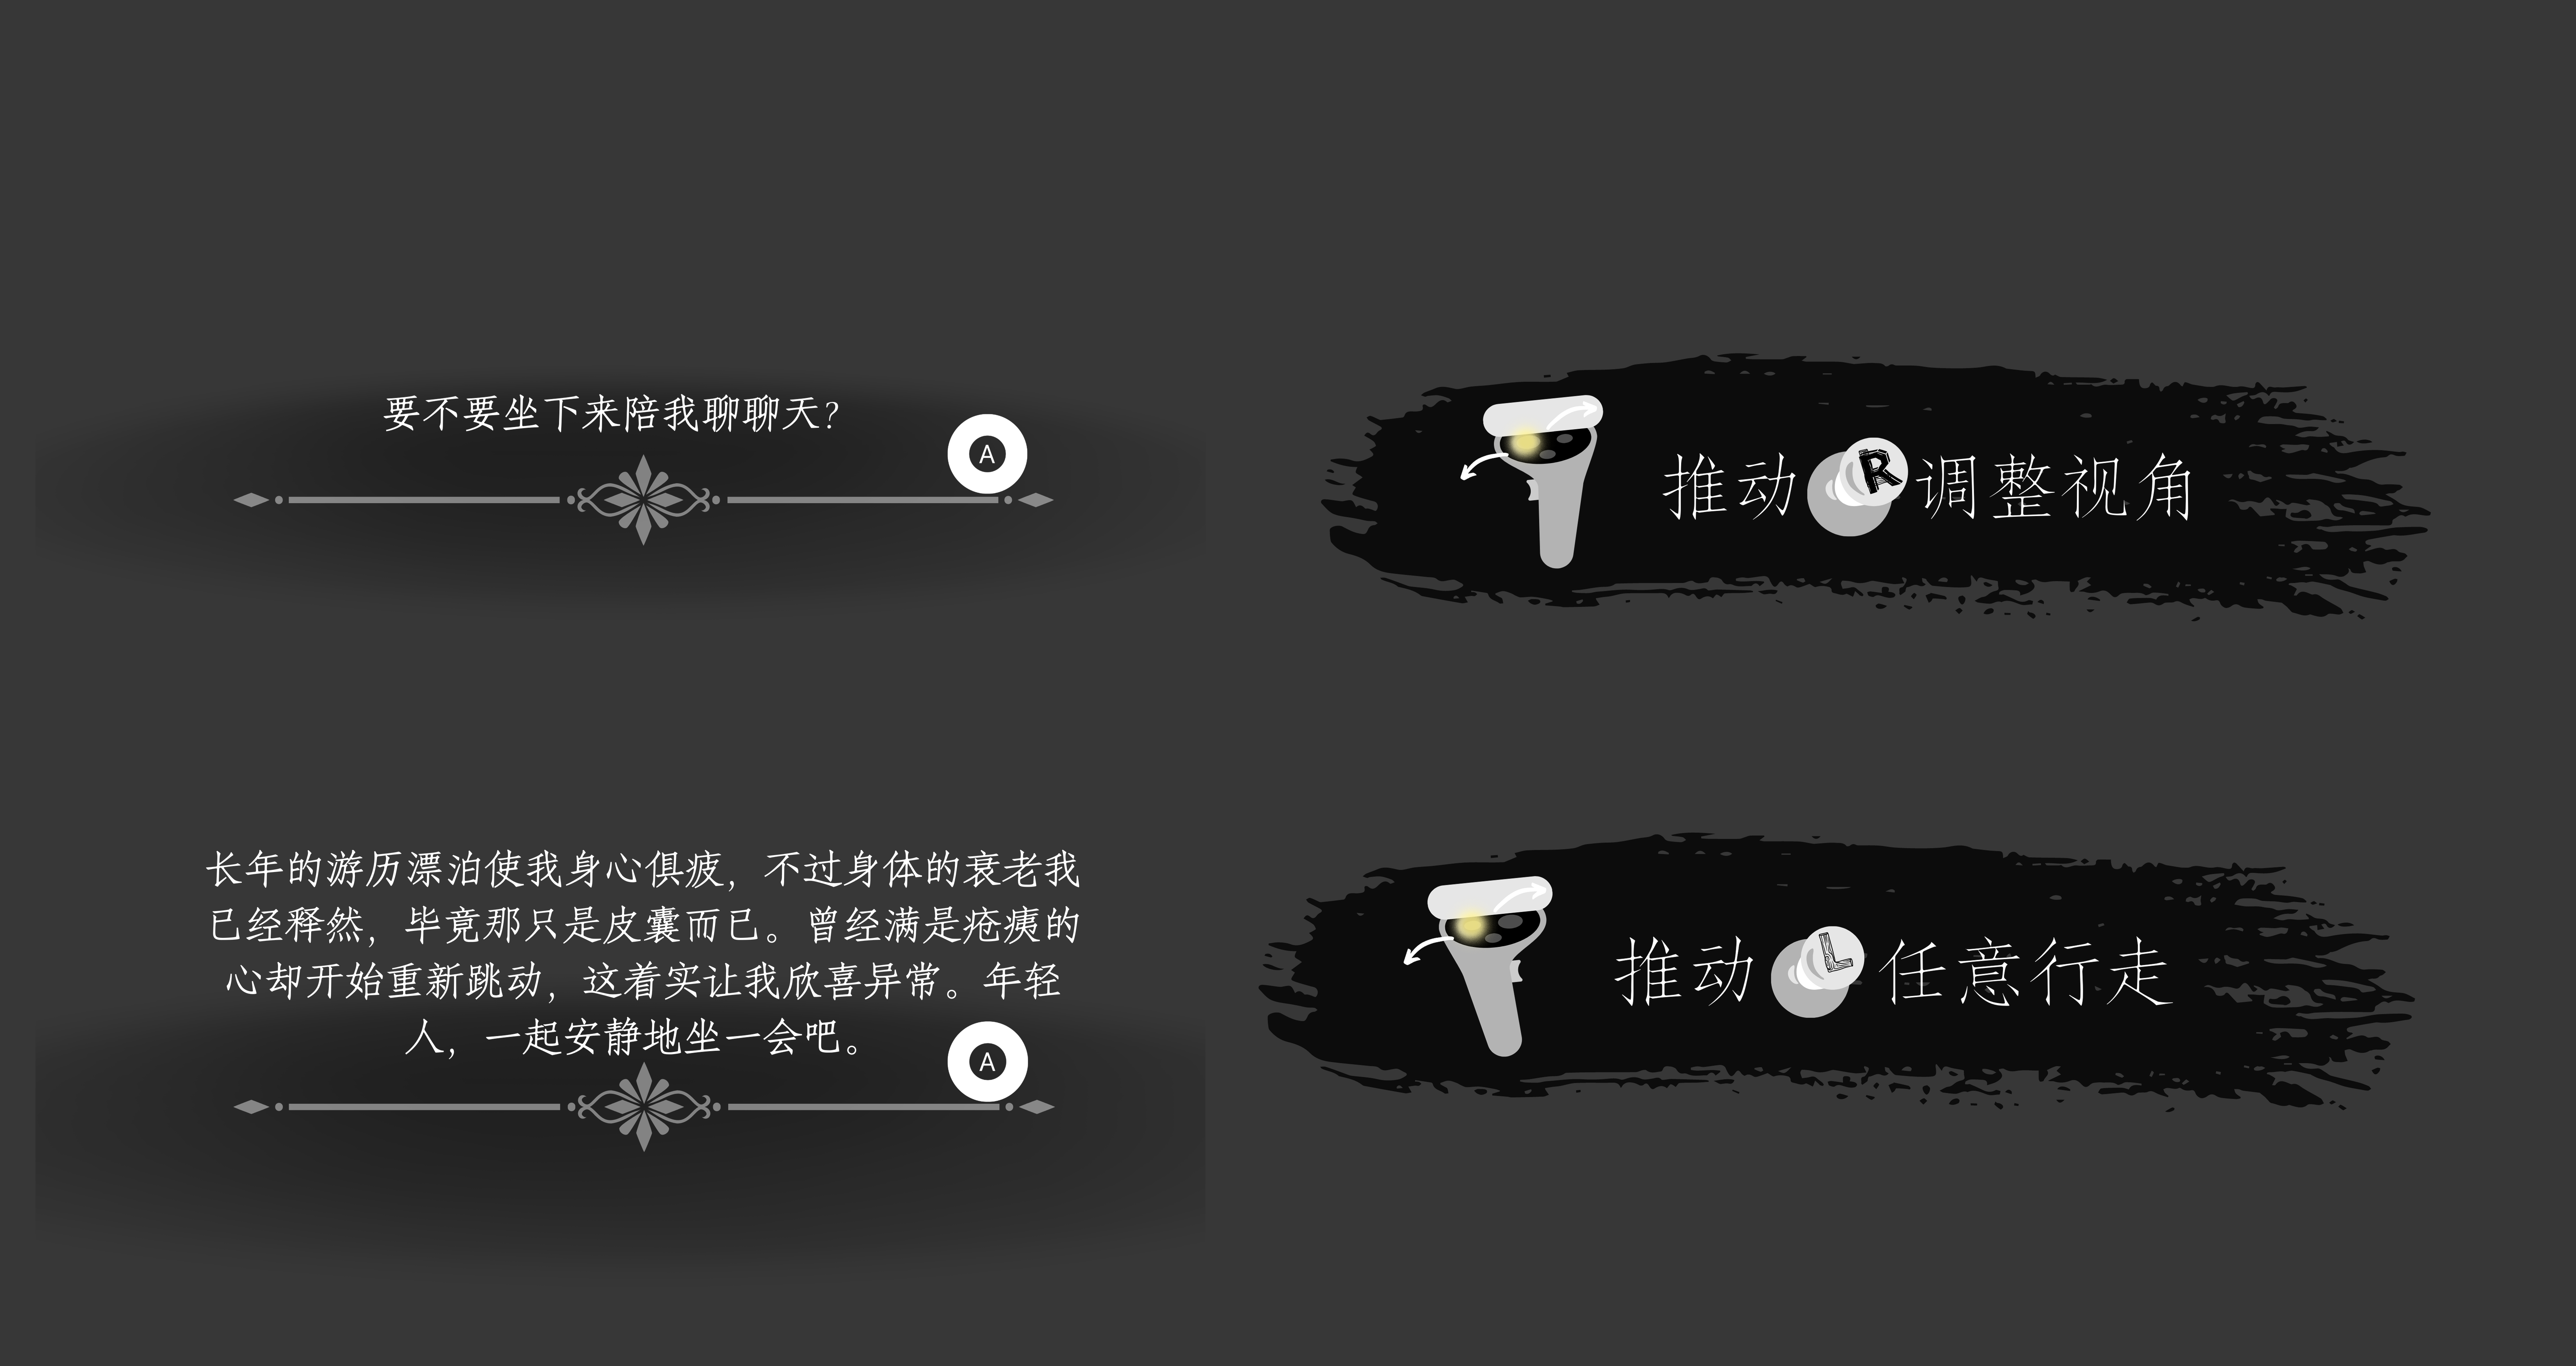 要不要坐下来陪我聊聊天?
A
长年的游历漂泊使我身心俱疲，不过身体的衰老我
已经释然，毕竟那只是皮囊而已。曾经满是疮痍的
心却开始重新跳动，这着实让我欣喜异常。年轻
人，一起安静地坐一会吧。
A
推动R调整视角
推动L任意行走